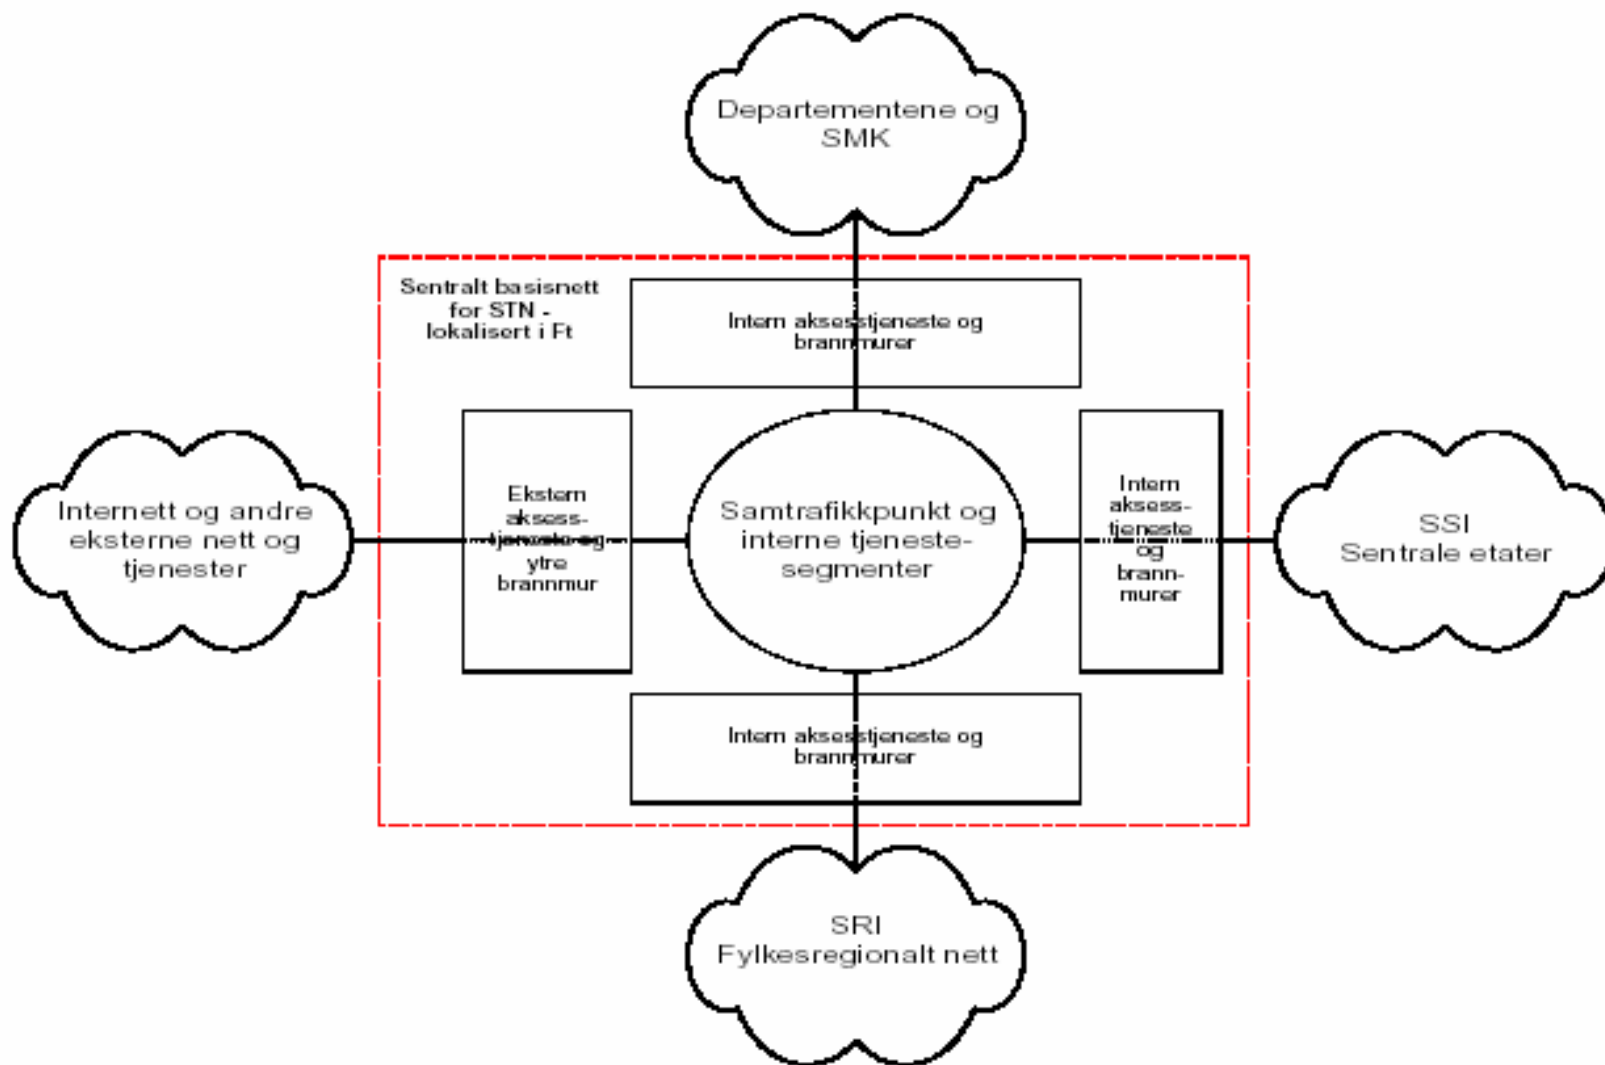 Departementene og
SMK
Sentralt basisnett
for STN -
lokalisert i Ft
Intern aksesstjeneste og
brannmurer
Internett og andre
eksterne nett og
tjenester
Ekstern
aksess-
tjeneste og
ytre
brannmur
Samtrafikkpunkt og
interne tjeneste-
segmenter
Intern
aksess-
tjeneste
og
brann-
murer
SSI
Sentrale etater
Intern aksesstjeneste og
brannmurer
SRI
Fylkesregionalt nett